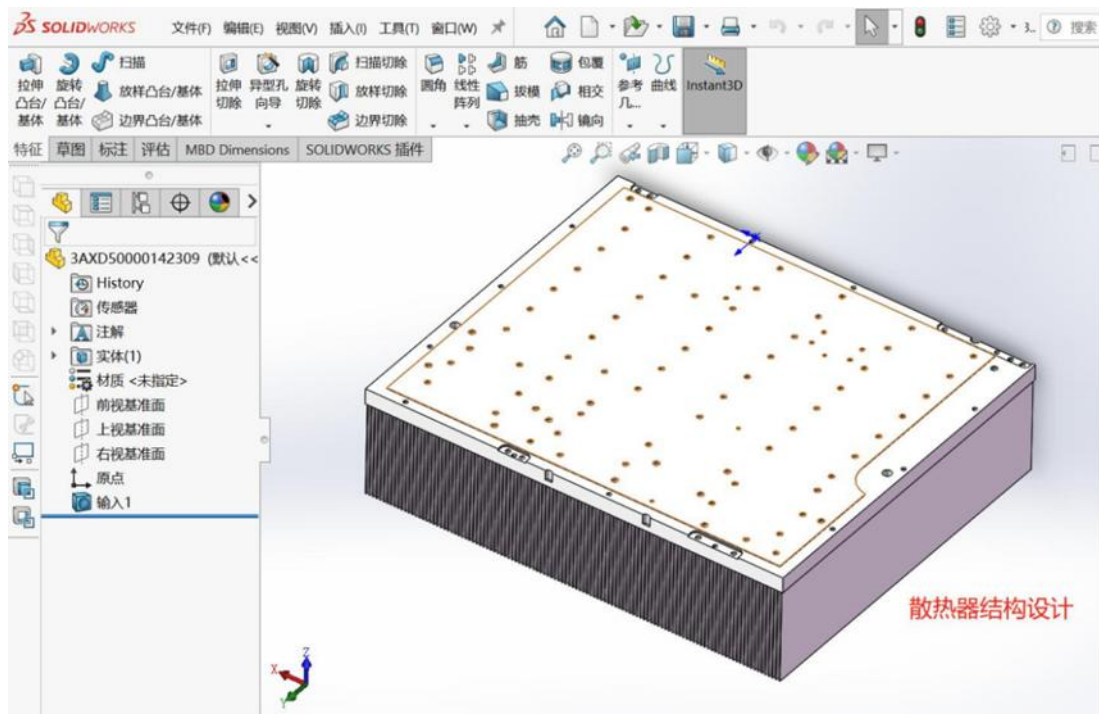 SOLIDWORKS 文件(F) 编辑(E) 视图(V) 插入(I) 工具(T) 窗口(W) 3... 搜索
拉伸凸台/基体 旋转凸台/基体 扫描 拉伸切除 异型孔向导 旋转切除 扫描切除 圆角 线性阵列 筋 包覆 参考几... 曲线 Instant3D
放样凸台/基体 放样切除 拔模 相交
边界凸台/基体 边界切除 抽壳 镜向
特征 草图 标注 评估 MBD Dimensions SOLIDWORKS 插件
3AXD50000142309 (默认<<
History
传感器
注解
实体(1)
材质 <未指定>
前视基准面
上视基准面
右视基准面
原点
输入1
散热器结构设计
Z
X
Y